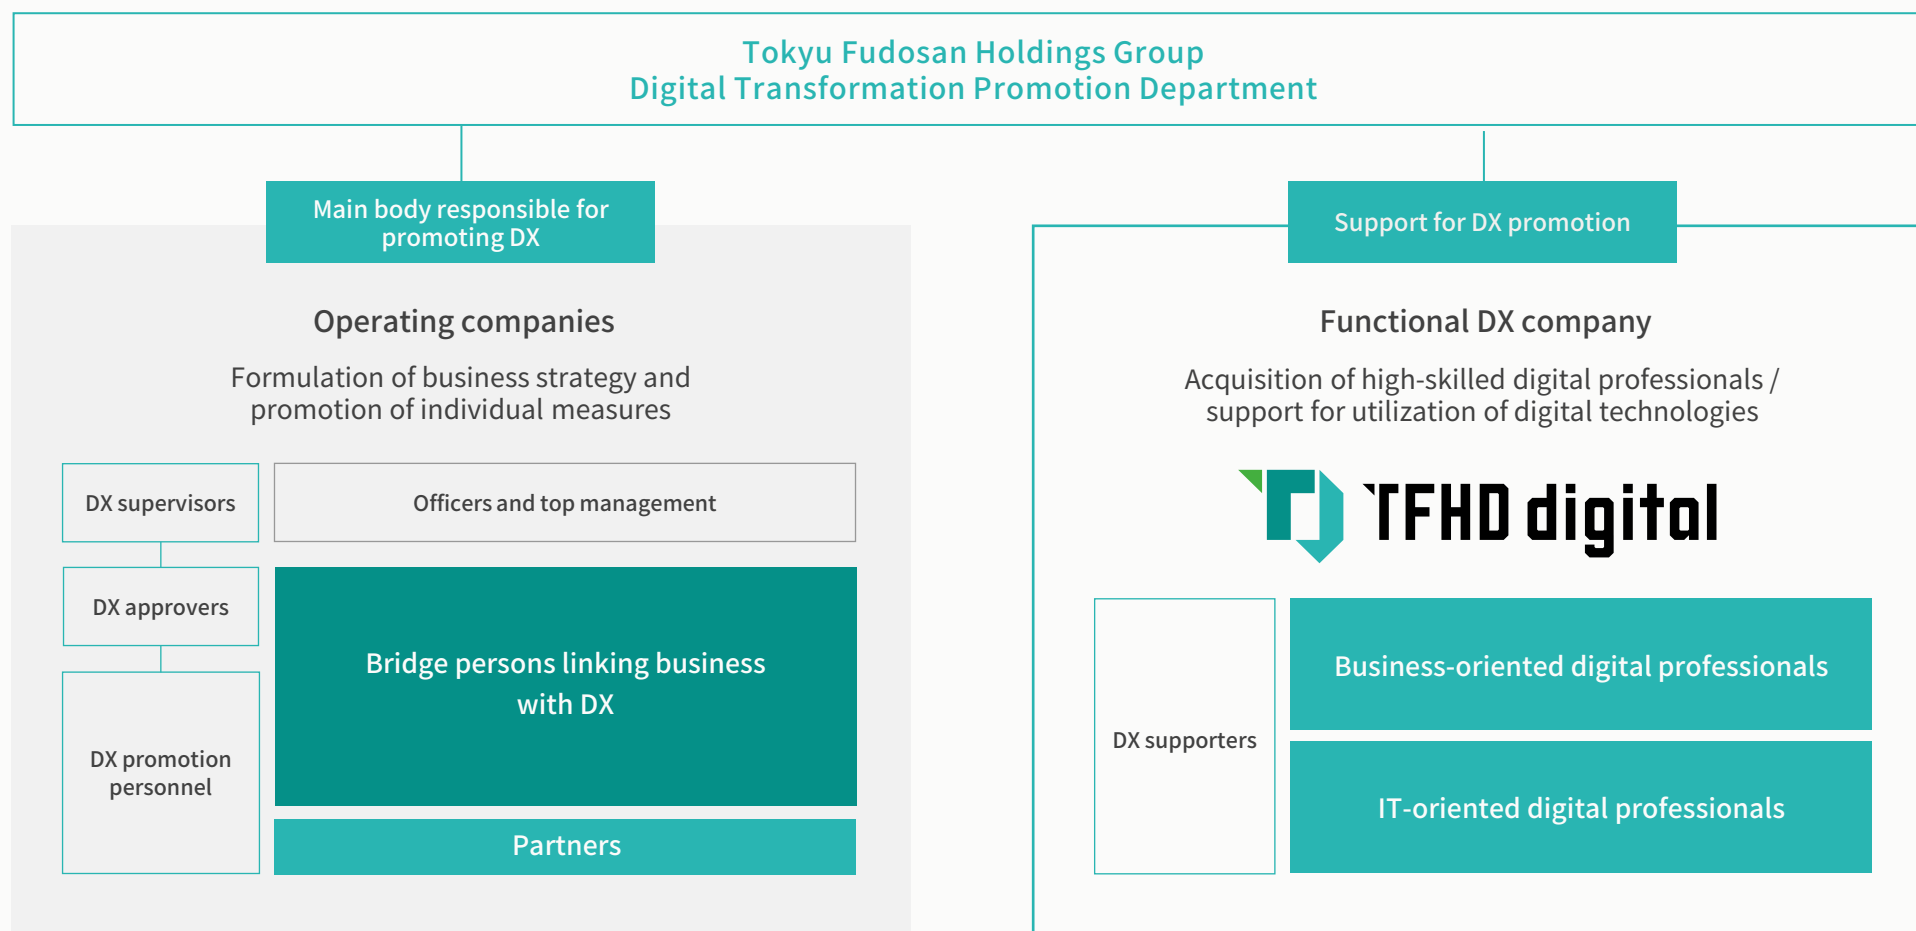 Tokyu Fudosan Holdings Group
Digital Transformation Promotion Department
Main body responsible for
promoting DX
Operating companies
Formulation of business strategy and
promotion of individual measures
DX supervisors
Officers and top management
DX approvers
Bridge persons linking business
with DX
DX promotion
personnel
Partners
Support for DX promotion
Functional DX company
Acquisition of high-skilled digital professionals /
support for utilization of digital technologies
TFHD digital
DX supporters
Business-oriented digital professionals
IT-oriented digital professionals